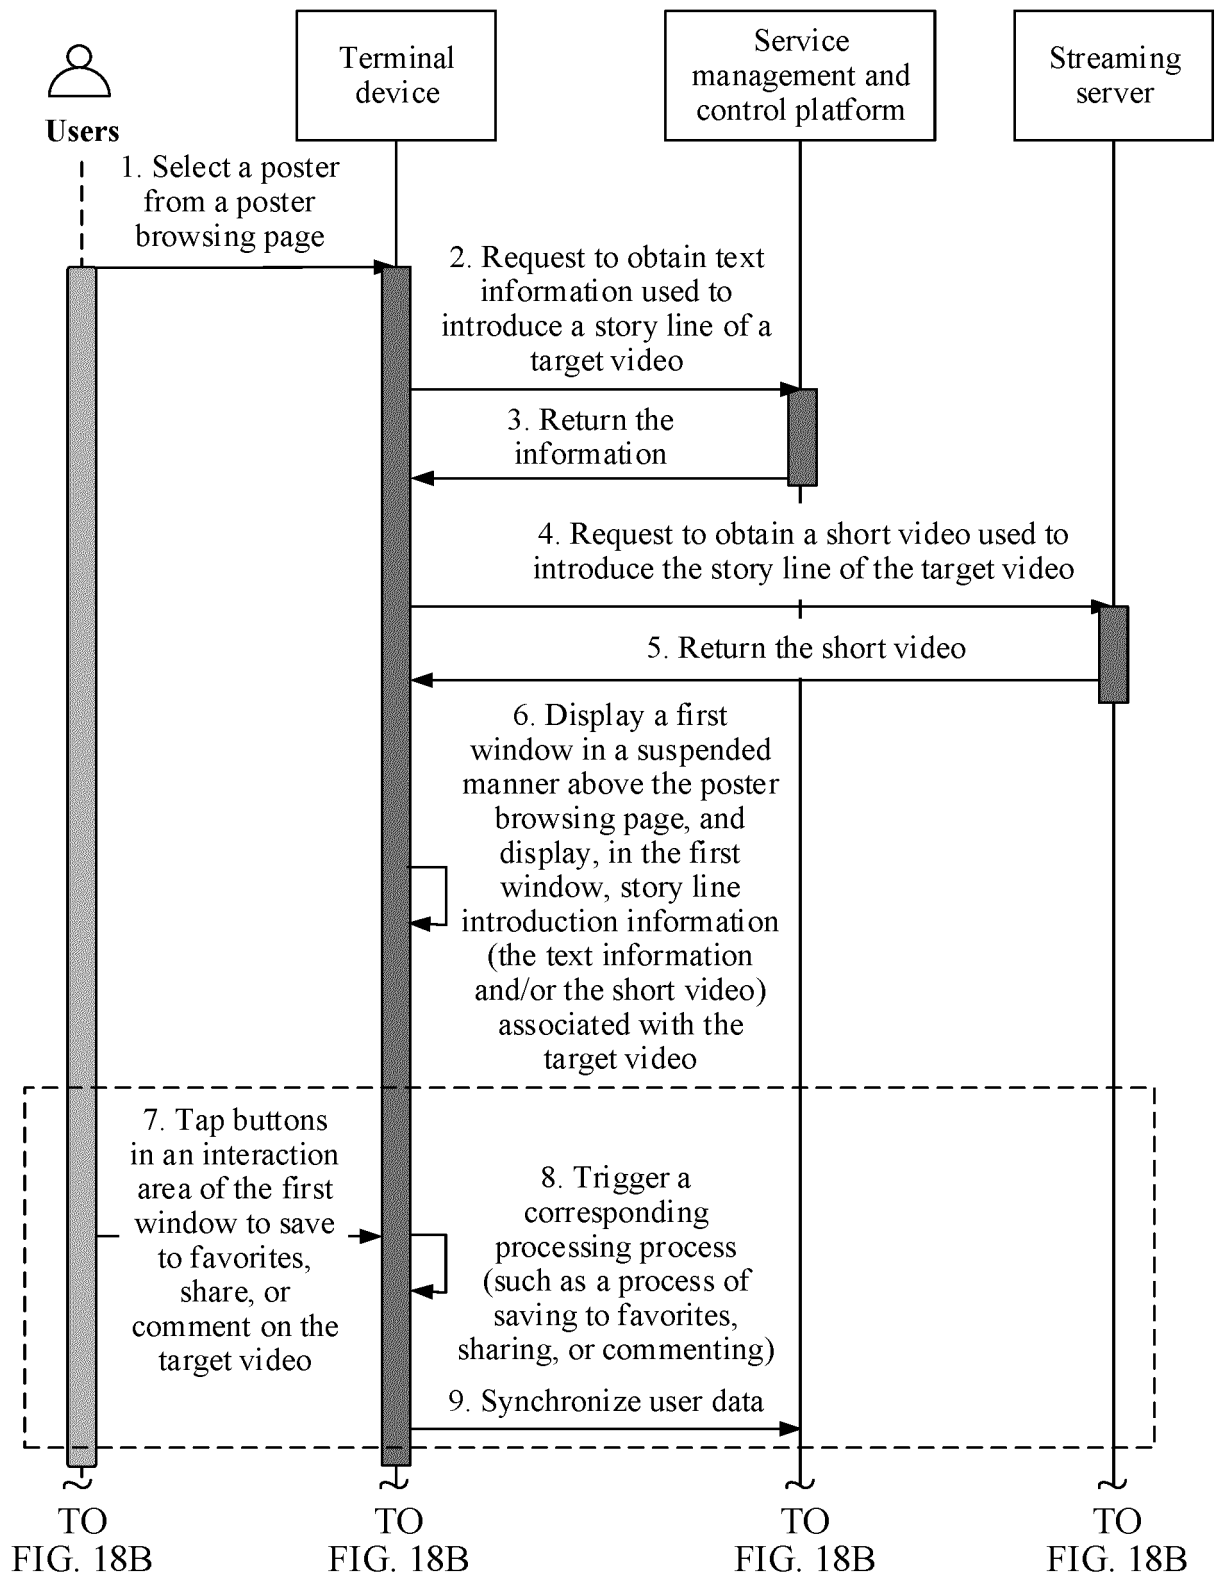 Users
Terminal
device
Service
management and
control platform
Streaming
server
1. Select a poster
from a poster
browsing page
2. Request to obtain text
information used to
introduce a story line of a
target video
3. Return the
information
4. Request to obtain a short video used to
introduce the story line of the target video
5. Return the short video
6. Display a first
window in a suspended
manner above the poster
browsing page, and
display, in the first
window, story line
introduction information
(the text information
and/or the short video)
associated with the
target video
7. Tap buttons
in an interaction
area of the first
window to save
to favorites,
share, or
comment on the
target video
8. Trigger a
corresponding
processing process
(such as a process of
saving to favorites,
sharing, or commenting)
9. Synchronize user data
TO
FIG. 18B
TO
FIG. 18B
TO
FIG. 18B
TO
FIG. 18B